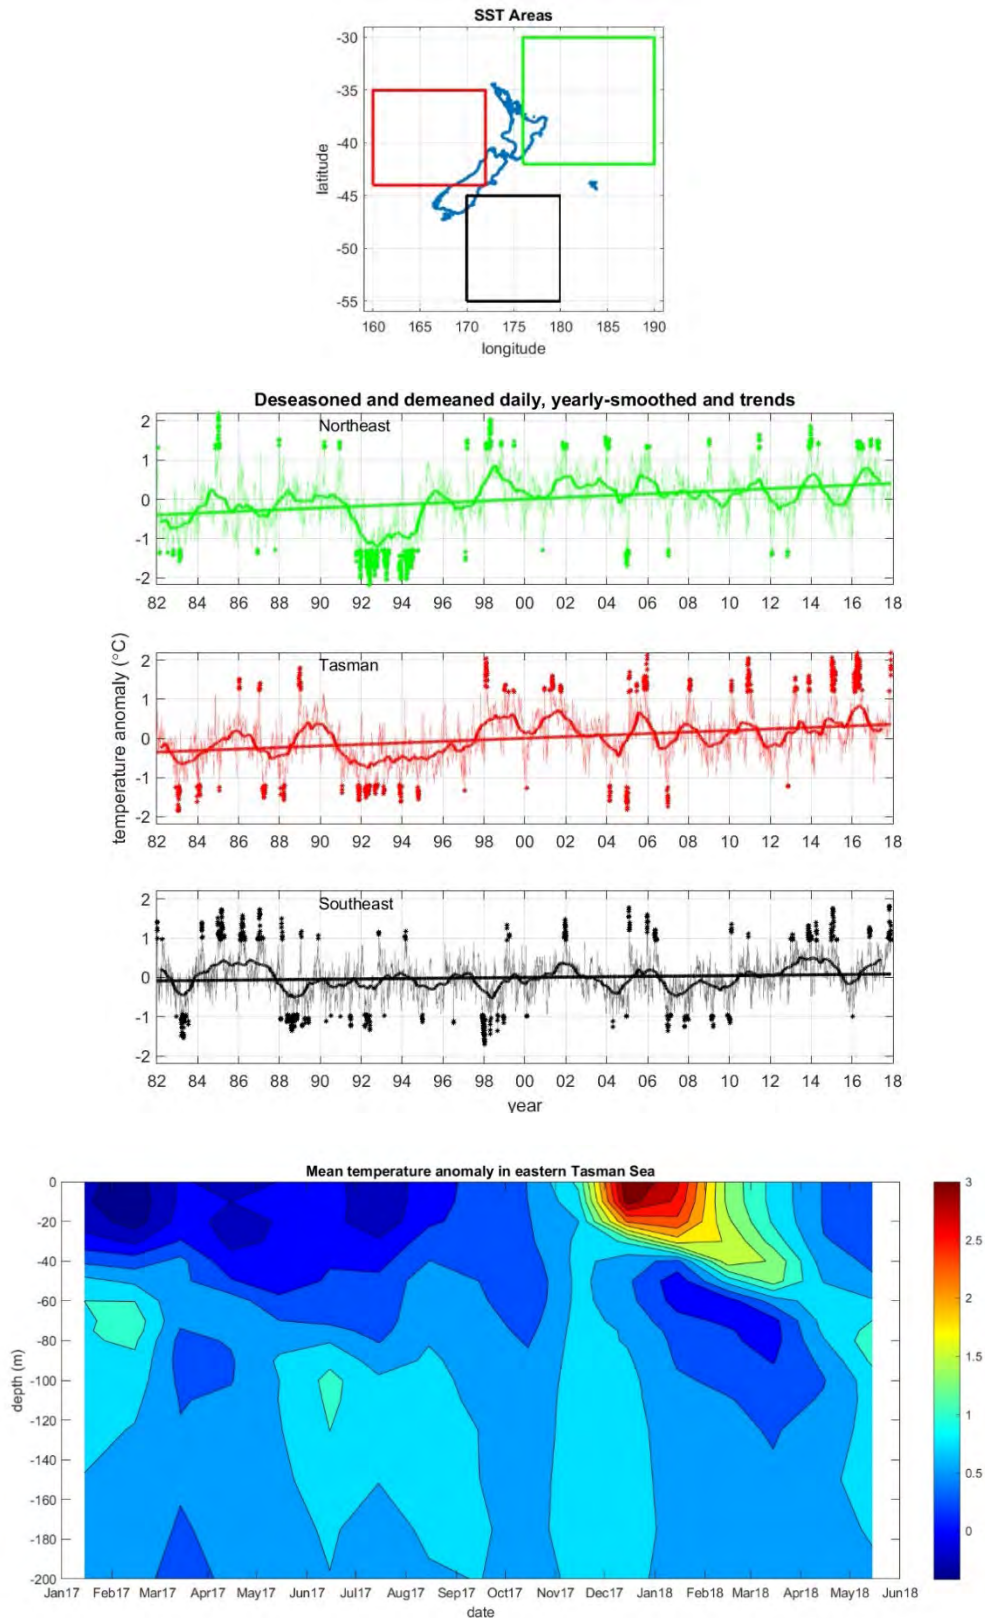 SST Areas
-30
-35
-40
-45
-50
-55
latitude
160 165 170 175 180 185 190
longitude
Deseasoned and demeaned daily, yearly-smoothed and trends
Northeast
2
1
0
-1
-2
82 84 86 88 90 92 94 96 98 00 02 04 06 08 10 12 14 16 18
temperature anomaly (°C)
Tasman
2
1
0
-1
-2
82 84 86 88 90 92 94 96 98 00 02 04 06 08 10 12 14 16 18
Southeast
2
1
0
-1
-2
82 84 86 88 90 92 94 96 98 00 02 04 06 08 10 12 14 16 18
year
Mean temperature anomaly in eastern Tasman Sea
0
-20
-40
-60
-80
-100
-120
-140
-160
-180
-200
depth (m)
Jan17 Feb17 Mar17 Apr17 May17 Jun17 Jul17 Aug17 Sep17 Oct17 Nov17 Dec17 Jan18 Feb18 Mar18 Apr18 May18 Jun18
date
3
2.5
2
1.5
1
0.5
0